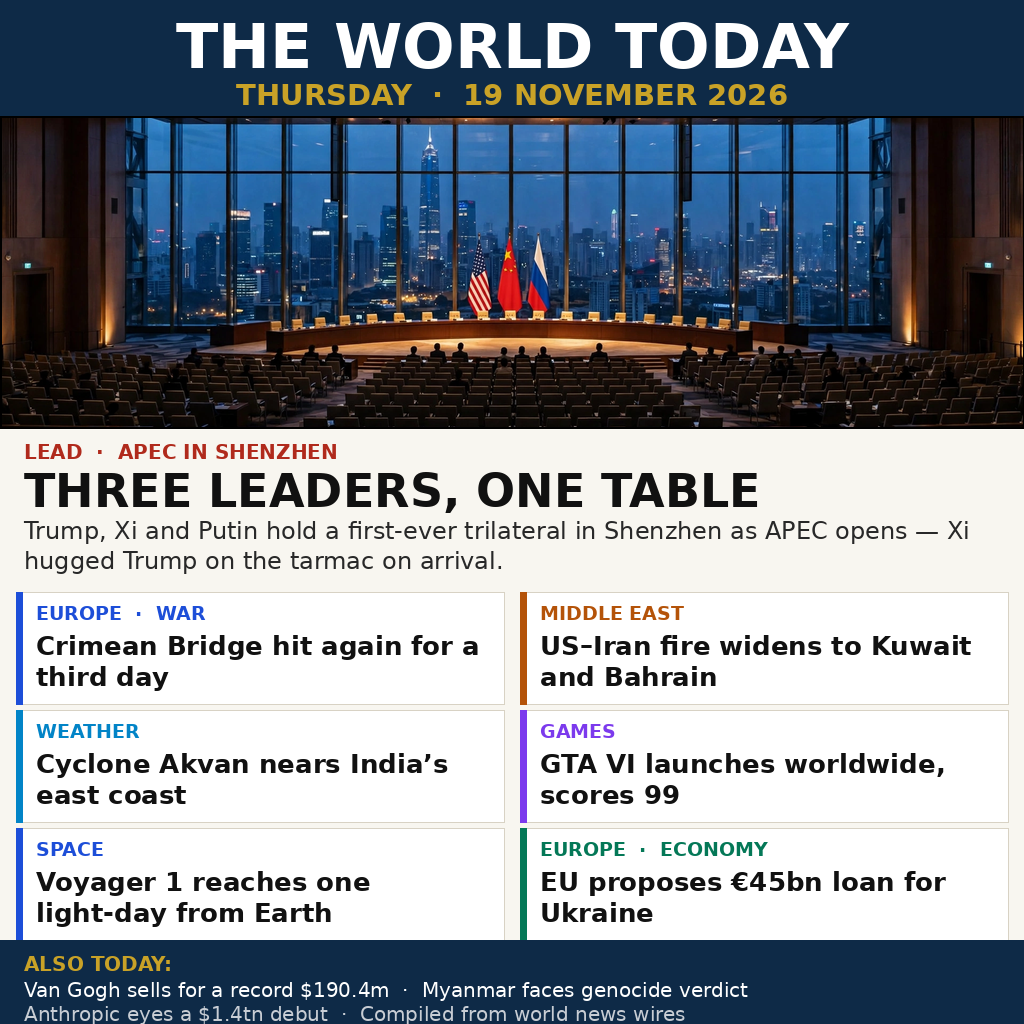 THE WORLD TODAY
THURSDAY · 19 NOVEMBER 2026
LEAD · APEC IN SHENZHEN
THREE LEADERS, ONE TABLE
Trump, Xi and Putin hold a first-ever trilateral in Shenzhen as APEC opens — Xi
hugged Trump on the tarmac on arrival.
EUROPE · WAR
Crimean Bridge hit again for a
third day
MIDDLE EAST
US–Iran fire widens to Kuwait
and Bahrain
WEATHER
Cyclone Akvan nears India’s
east coast
GAMES
GTA VI launches worldwide,
scores 99
SPACE
Voyager 1 reaches one
light-day from Earth
EUROPE · ECONOMY
EU proposes €45bn loan for
Ukraine
ALSO TODAY:
Van Gogh sells for a record $190.4m · Myanmar faces genocide verdict
Anthropic eyes a $1.4tn debut · Compiled from world news wires